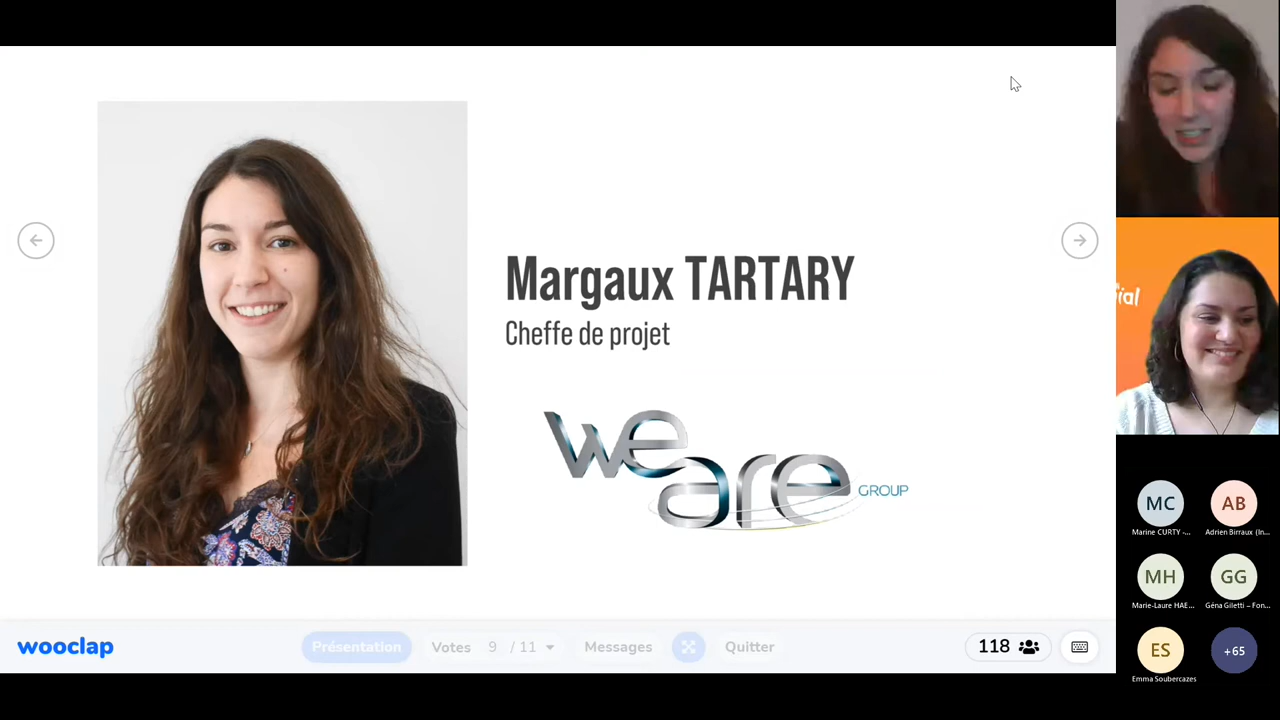 Margaux TARTARY
Cheffe de projet
we
are
GROUP
wooclap
Présentation
Votes
9 / 11
Messages
Quitter
118
ial
MC
Marine CURTY -...
AB
Adrien Birraux (In...
MH
Marie-Laure HAE...
GG
Géna Giletti – Fon...
ES
Emma Soubercazes
+65